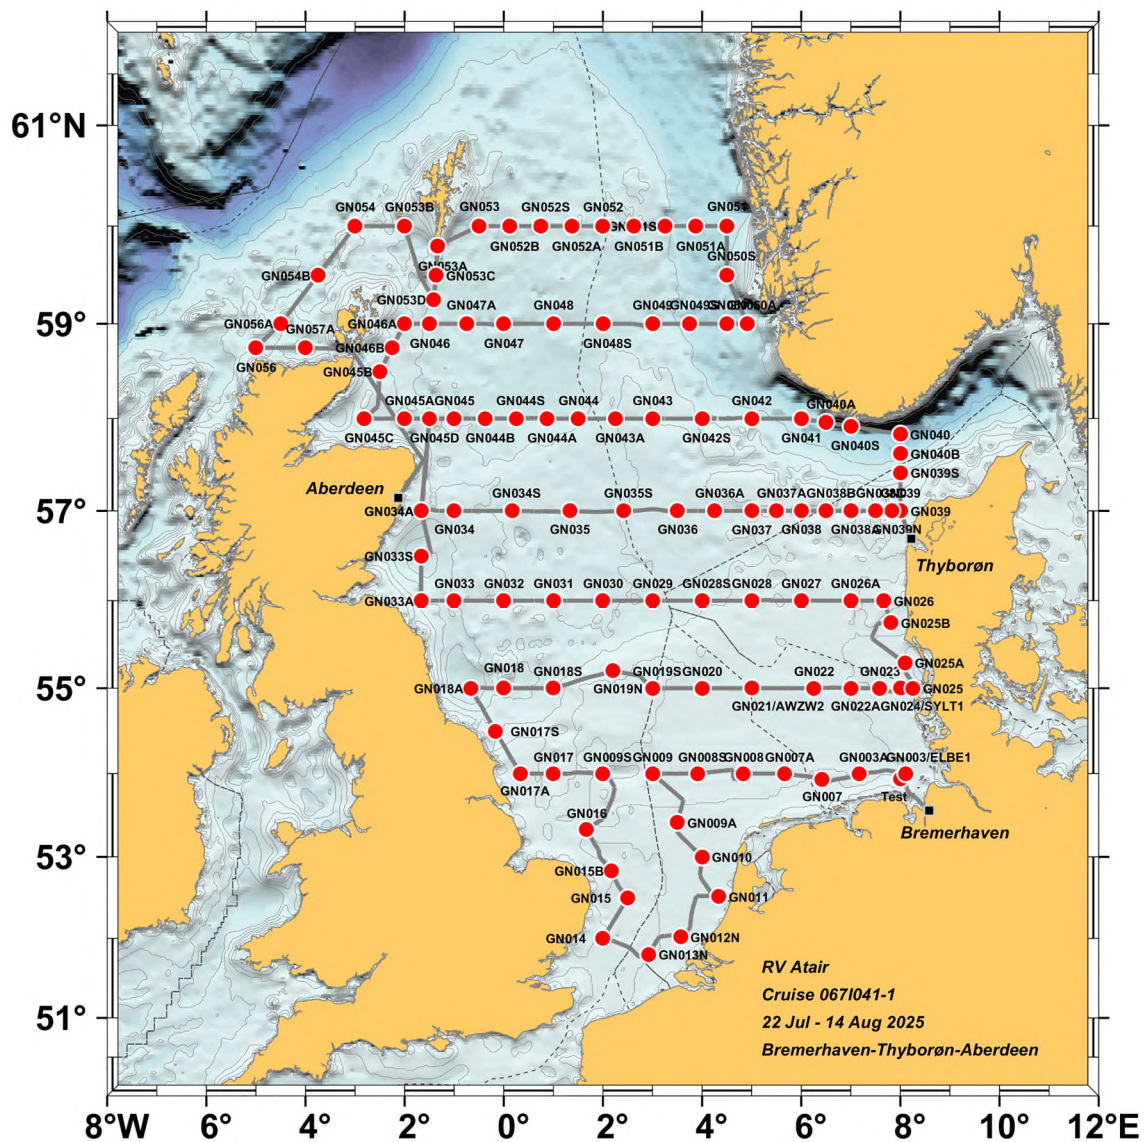 61°N
GN054 GN053B GN053 GN052S GN052 GN051
GN052B GN052A GN051B GN051A
GN050S
GN053A
GN054B GN053C
GN053D GN047A GN048 GN049 GN049S
59°
GN056A GN057A GN046A GN046 GN047 GN048S
GN046B
GN056 GN045B
GN045A GN045 GN044S GN044 GN043 GN042 GN040A
GN045C GN045D GN044B GN044A GN043A GN042S GN041 GN040S GN040
GN040B
GN039S
Aberdeen GN034S GN035S GN036A GN037A GN038B
57°
GN034A GN034 GN035 GN036 GN037 GN038 GN038A GN039N GN039
GN033S
Thyborøn
GN033 GN032 GN031 GN030 GN029 GN028S GN028 GN027 GN026A
GN033A GN026
GN025B
GN018 GN018S GN019S GN020 GN022 GN023 GN025A
55°
GN018A GN019N GN025
GN021/AWZW2 GN022A GN024/SYLT1
GN017S
GN017 GN009S GN009 GN008S GN008 GN007A GN003A GN003/ELBE1
GN017A GN007 Test
GN016 GN009A Bremerhaven
53°
GN015B GN010
GN015 GN011
GN014 GN012N
GN013N
RV Atair
Cruise 067I041-1
51°
22 Jul - 14 Aug 2025
Bremerhaven-Thyborøn-Aberdeen
8°W 6° 4° 2° 0° 2° 4° 6° 8° 10° 12°E